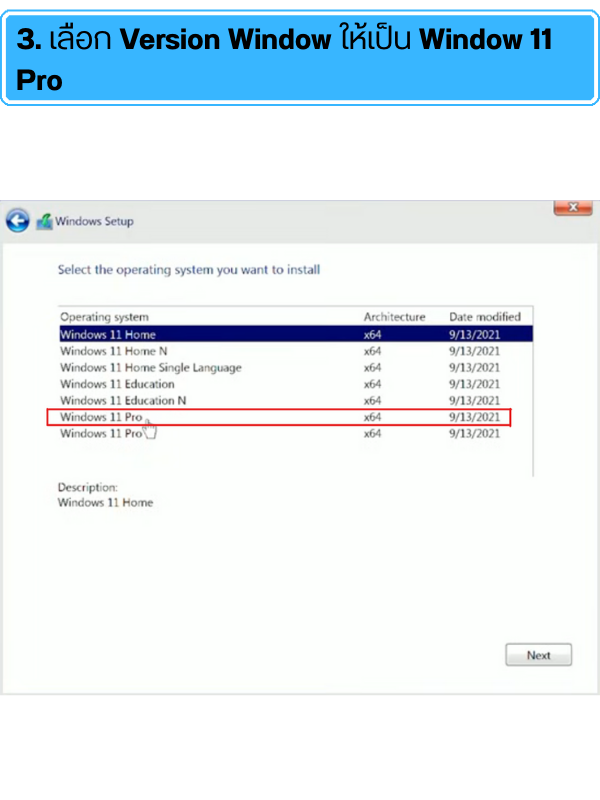 3. เลือก Version Window ให้เป็น Window 11
Pro
Windows Setup
Select the operating system you want to install
Operating system Architecture Date modified
Windows 11 Home x64 9/13/2021
Windows 11 Home N x64 9/13/2021
Windows 11 Home Single Language x64 9/13/2021
Windows 11 Education x64 9/13/2021
Windows 11 Education N x64 9/13/2021
Windows 11 Pro x64 9/13/2021
Windows 11 Pro x64 9/13/2021
Description:
Windows 11 Home
Next